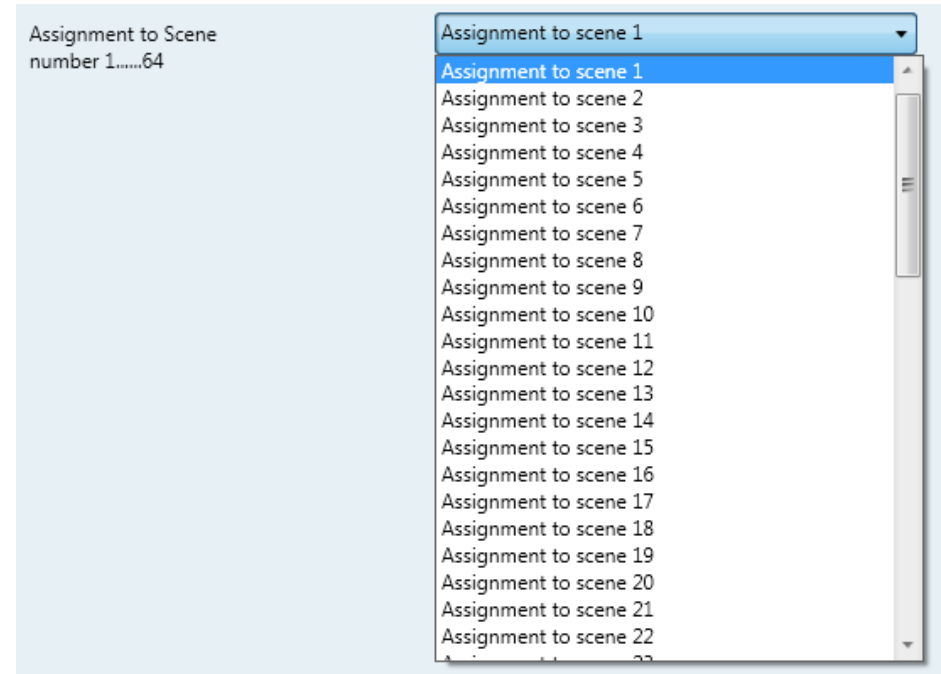 Assignment to Scene
number 1......64
Assignment to scene 1
Assignment to scene 1
Assignment to scene 2
Assignment to scene 3
Assignment to scene 4
Assignment to scene 5
Assignment to scene 6
Assignment to scene 7
Assignment to scene 8
Assignment to scene 9
Assignment to scene 10
Assignment to scene 11
Assignment to scene 12
Assignment to scene 13
Assignment to scene 14
Assignment to scene 15
Assignment to scene 16
Assignment to scene 17
Assignment to scene 18
Assignment to scene 19
Assignment to scene 20
Assignment to scene 21
Assignment to scene 22